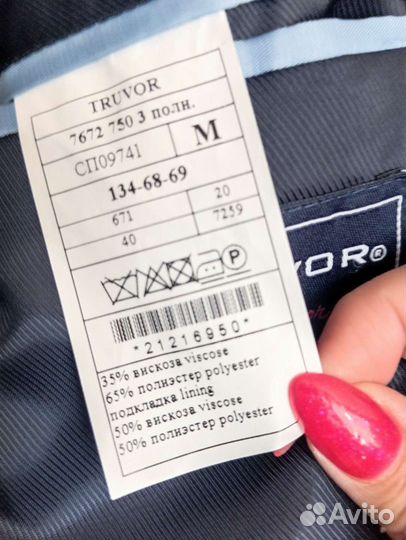 TRUVOR
7672 750 3 полн.
СП09741 M
134-68-69
671 20
40 7259
P
*21216950*
35% вискоза viscose
65% полиэстер polyester
подкладка lining
50% вискоза viscose
50% полиэстер polyester
VOR®
Avito